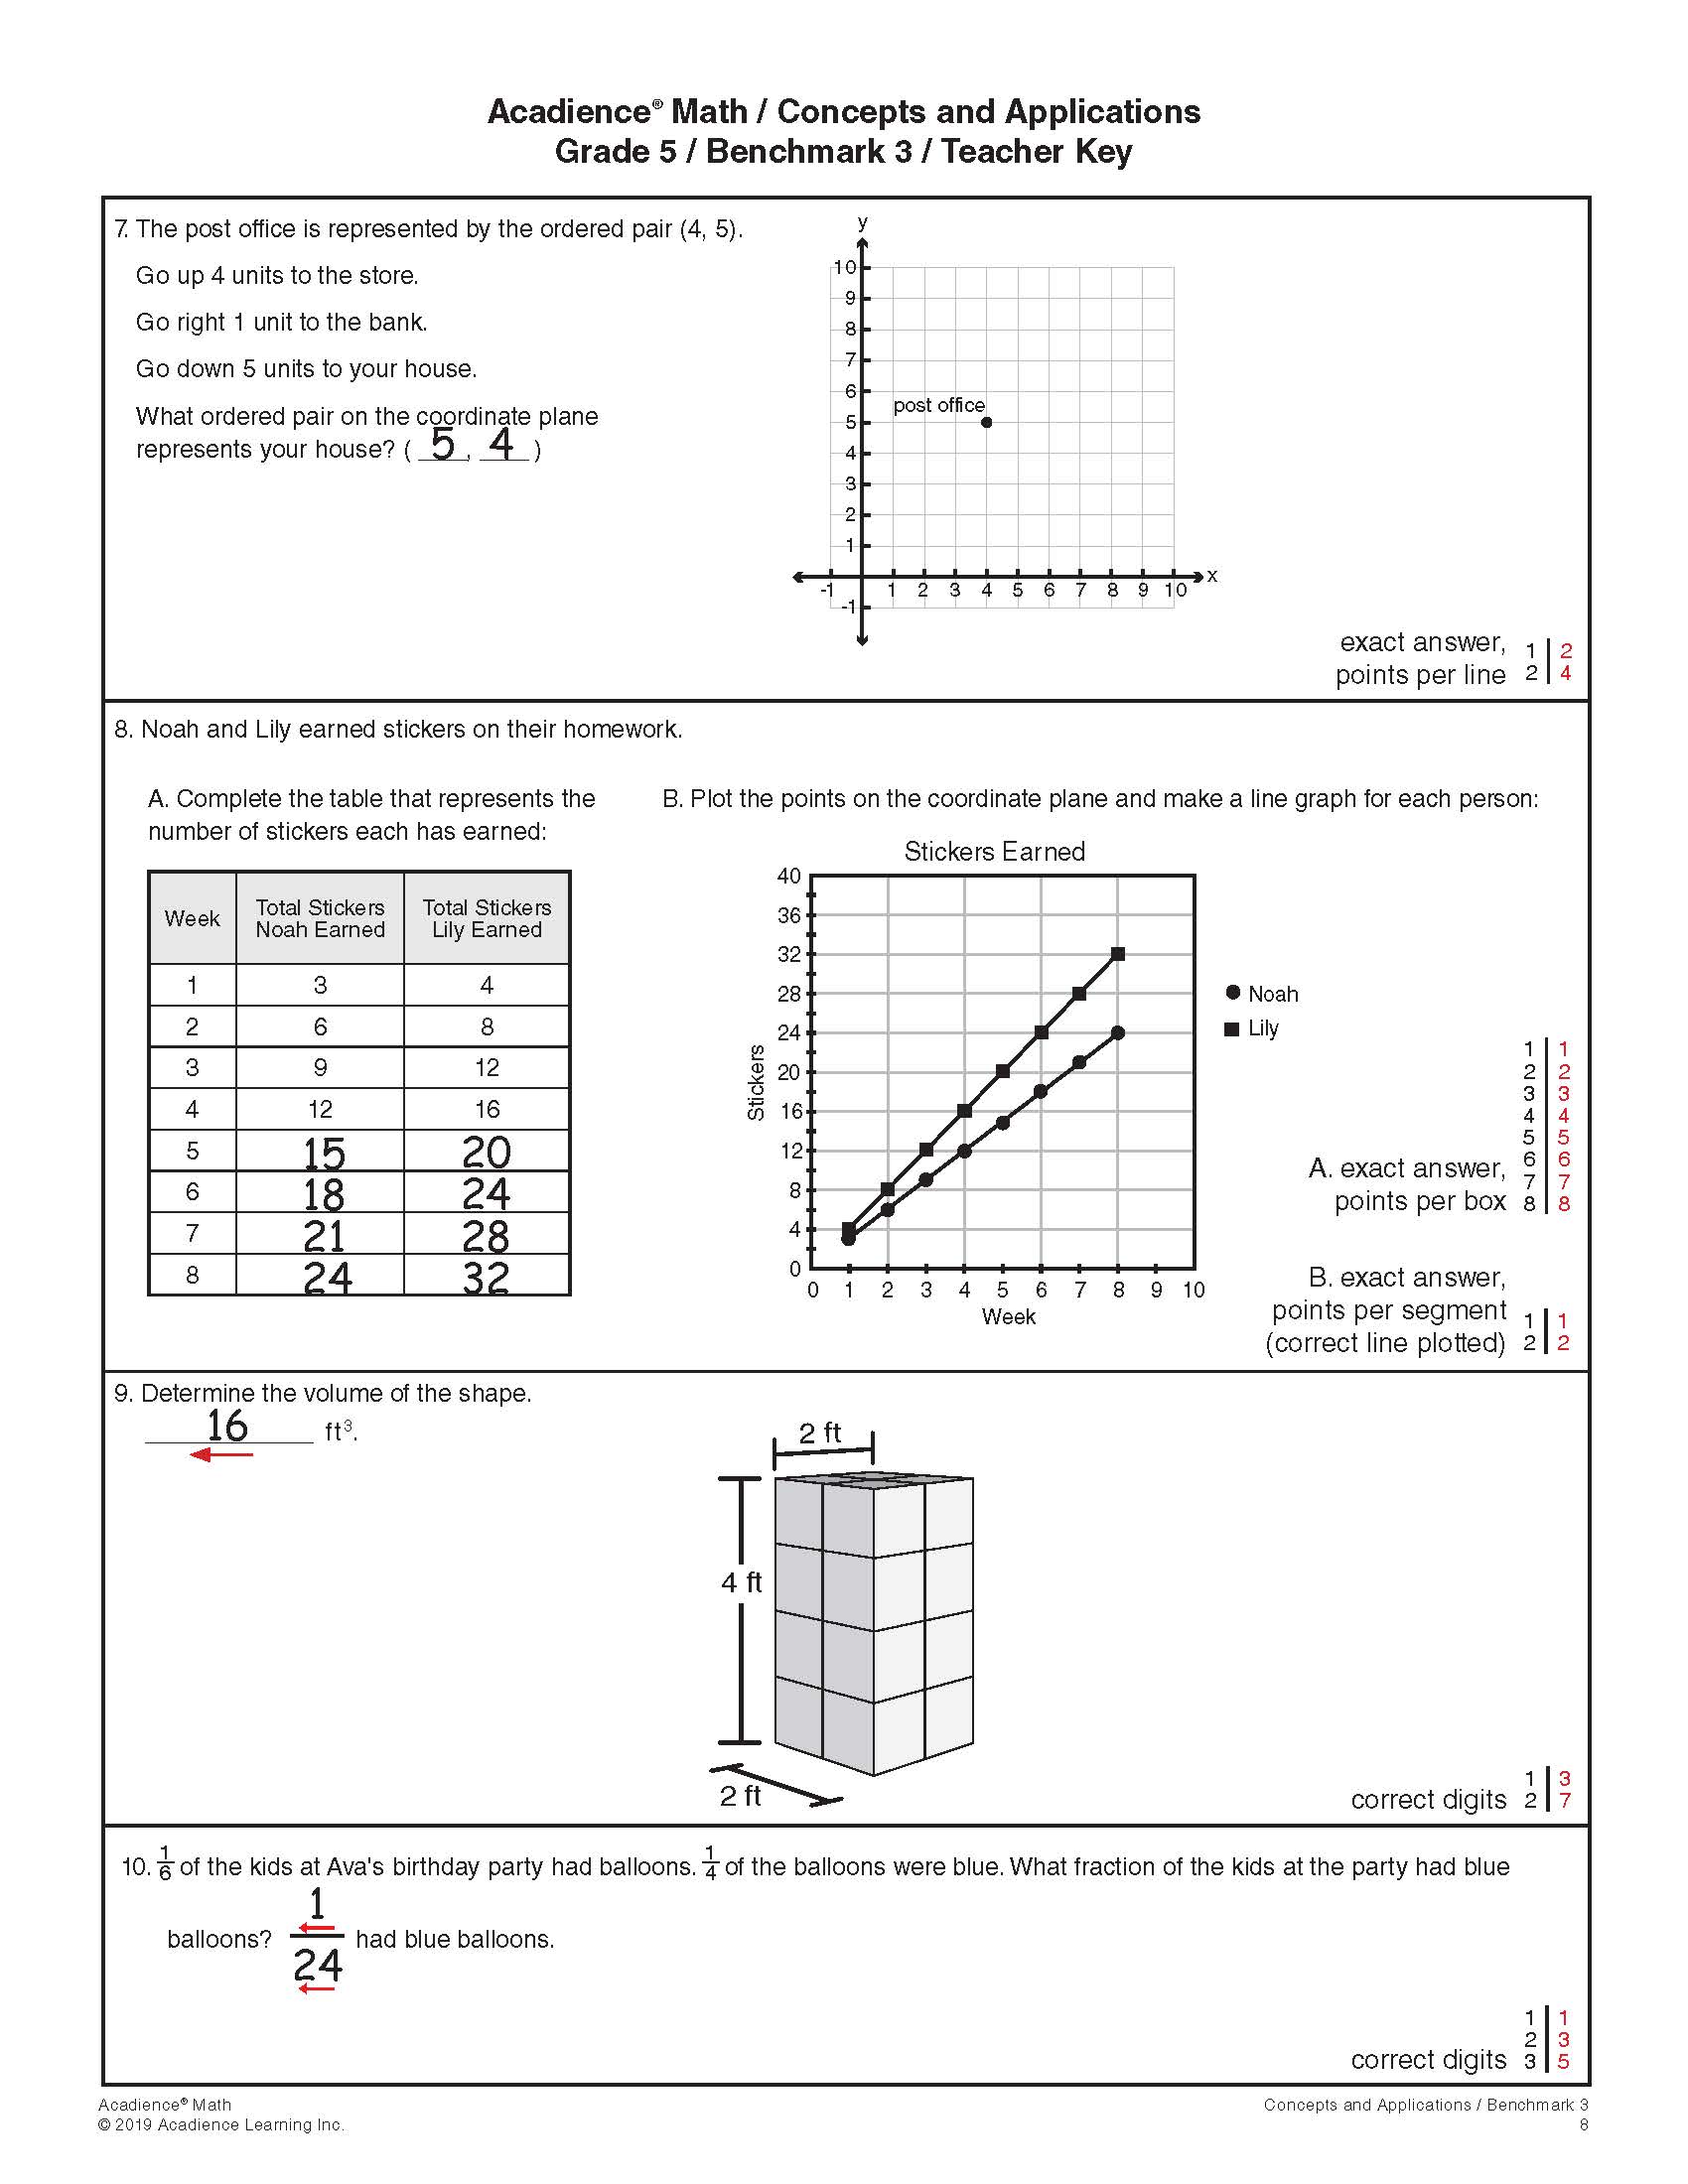 Acadience® Math / Concepts and Applications
Grade 5 / Benchmark 3 / Teacher Key
7. The post office is represented by the ordered pair (4, 5).
Go up 4 units to the store.
Go right 1 unit to the bank.
Go down 5 units to your house.
What ordered pair on the coordinate plane
represents your house? ( 5, 4 )
y
10
9
8
7
6
5
4
3
2
1
-1
post office
-1 1 2 3 4 5 6 7 8 9 10
x
exact answer,
points per line
1 | 2
2 | 4
8. Noah and Lily earned stickers on their homework.
A. Complete the table that represents the
number of stickers each has earned:
Week Total Stickers Noah Earned Total Stickers Lily Earned
1 3 4
2 6 8
3 9 12
4 12 16
5 15 20
6 18 24
7 21 28
8 24 32
B. Plot the points on the coordinate plane and make a line graph for each person:
Stickers Earned
40
36
32
28
24
20
16
12
8
4
0
Stickers
0 1 2 3 4 5 6 7 8 9 10
Week
Noah
Lily
A. exact answer,
points per box
1 | 1
2 | 2
3 | 3
4 | 4
5 | 5
6 | 6
7 | 7
8 | 8
B. exact answer,
points per segment
(correct line plotted)
1 | 1
2 | 2
9. Determine the volume of the shape.
16 ft³.
2 ft
4 ft
2 ft
correct digits
1 | 3
2 | 7
10. 1/6 of the kids at Ava's birthday party had balloons. 1/4 of the balloons were blue. What fraction of the kids at the party had blue
balloons? 1/24 had blue balloons.
correct digits
1 | 1
2 | 3
3 | 5
Acadience® Math
© 2019 Acadience Learning Inc.
Concepts and Applications / Benchmark 3
8